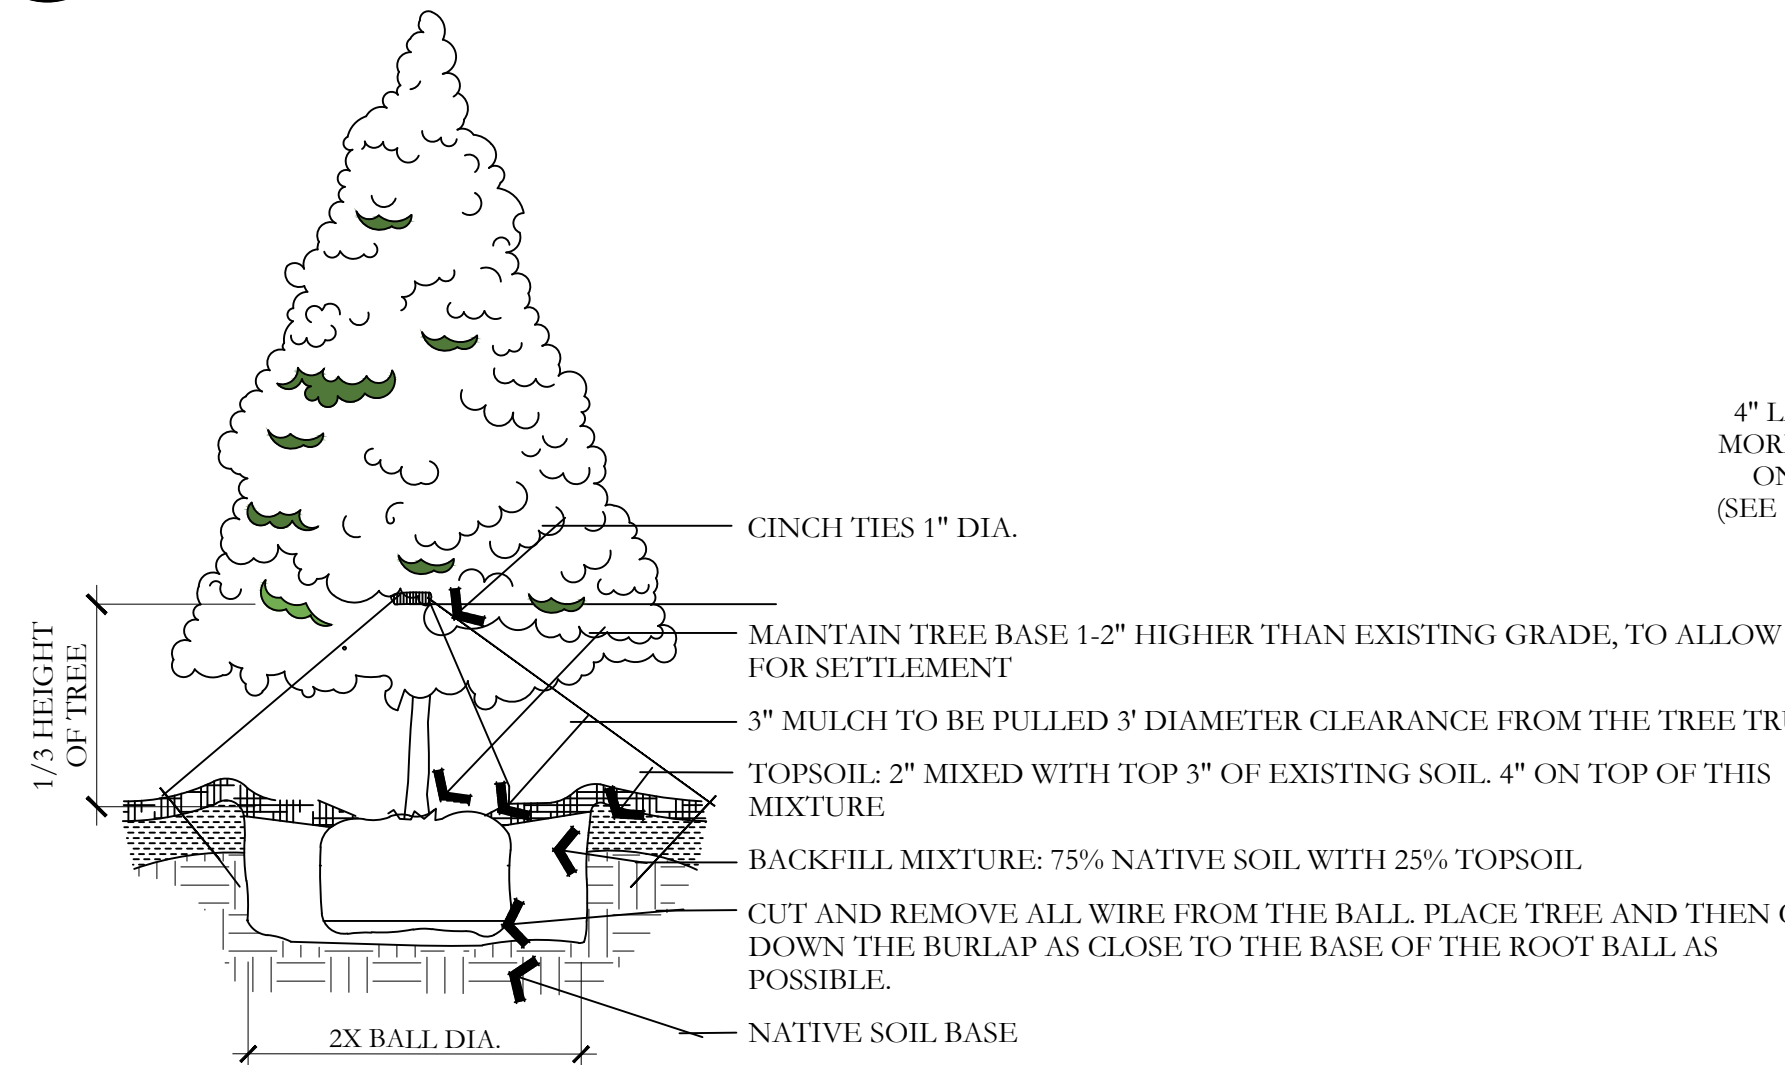 4" L
MOR
ON
(SEE
CINCH TIES 1" DIA.
1/3 HEIGHT
OF TREE
MAINTAIN TREE BASE 1-2" HIGHER THAN EXISTING GRADE, TO ALLOW
FOR SETTLEMENT
3" MULCH TO BE PULLED 3' DIAMETER CLEARANCE FROM THE TREE TR
TOPSOIL: 2" MIXED WITH TOP 3" OF EXISTING SOIL. 4" ON TOP OF THIS
MIXTURE
BACKFILL MIXTURE: 75% NATIVE SOIL WITH 25% TOPSOIL
CUT AND REMOVE ALL WIRE FROM THE BALL. PLACE TREE AND THEN
DOWN THE BURLAP AS CLOSE TO THE BASE OF THE ROOT BALL AS
POSSIBLE.
NATIVE SOIL BASE
2X BALL DIA.